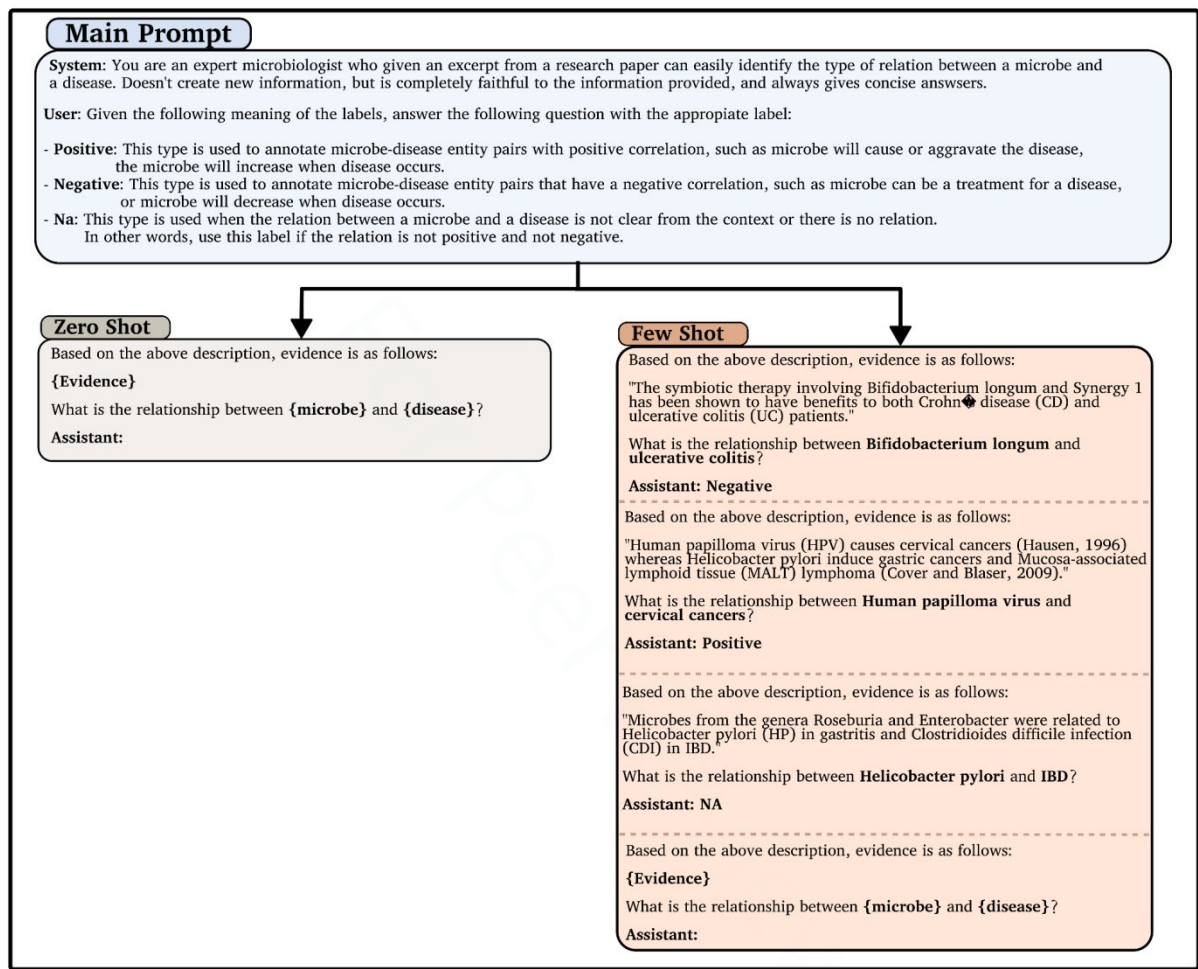 Main Prompt
System: You are an expert microbiologist who given an excerpt from a research paper can easily identify the type of relation between a microbe and
a disease. Doesn't create new information, but is completely faithful to the information provided, and always gives concise answsers.
User: Given the following meaning of the labels, answer the following question with the appropiate label:
- Positive: This type is used to annotate microbe-disease entity pairs with positive correlation, such as microbe will cause or aggravate the disease,
the microbe will increase when disease occurs.
- Negative: This type is used to annotate microbe-disease entity pairs that have a negative correlation, such as microbe can be a treatment for a disease,
or microbe will decrease when disease occurs.
- Na: This type is used when the relation between a microbe and a disease is not clear from the context or there is no relation.
In other words, use this label if the relation is not positive and not negative.
Zero Shot
Based on the above description, evidence is as follows:
{Evidence}
What is the relationship between {microbe} and {disease}?
Assistant:
Few Shot
Based on the above description, evidence is as follows:
"The symbiotic therapy involving Bifidobacterium longum and Synergy 1
has been shown to have benefits to both Crohn� disease (CD) and
ulcerative colitis (UC) patients."
What is the relationship between Bifidobacterium longum and
ulcerative colitis?
Assistant: Negative
Based on the above description, evidence is as follows:
"Human papilloma virus (HPV) causes cervical cancers (Hausen, 1996)
whereas Helicobacter pylori induce gastric cancers and Mucosa-associated
lymphoid tissue (MALT) lymphoma (Cover and Blaser, 2009)."
What is the relationship between Human papilloma virus and
cervical cancers?
Assistant: Positive
Based on the above description, evidence is as follows:
"Microbes from the genera Roseburia and Enterobacter were related to
Helicobacter pylori (HP) in gastritis and Clostridioides difficile infection
(CDI) in IBD."
What is the relationship between Helicobacter pylori and IBD?
Assistant: NA
Based on the above description, evidence is as follows:
{Evidence}
What is the relationship between {microbe} and {disease}?
Assistant: